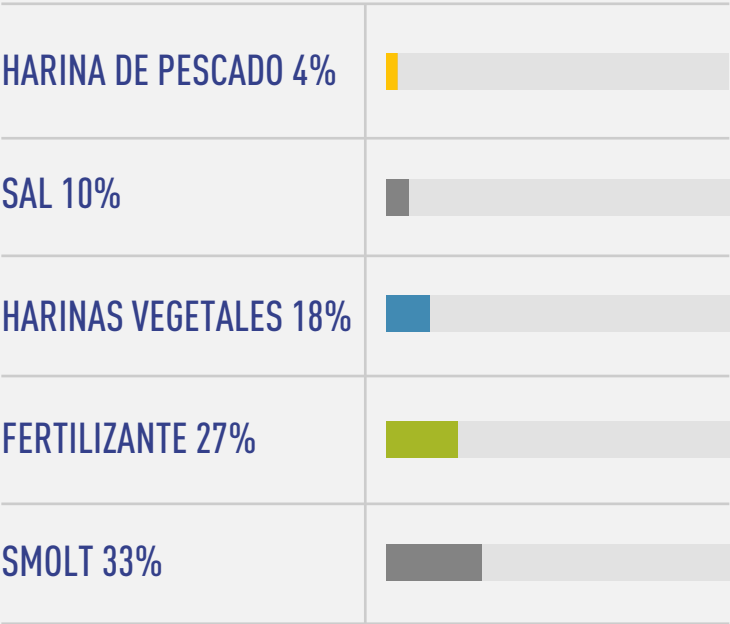 HARINA DE PESCADO 4%
SAL 10%
HARINAS VEGETALES 18%
FERTILIZANTE 27%
SMOLT 33%